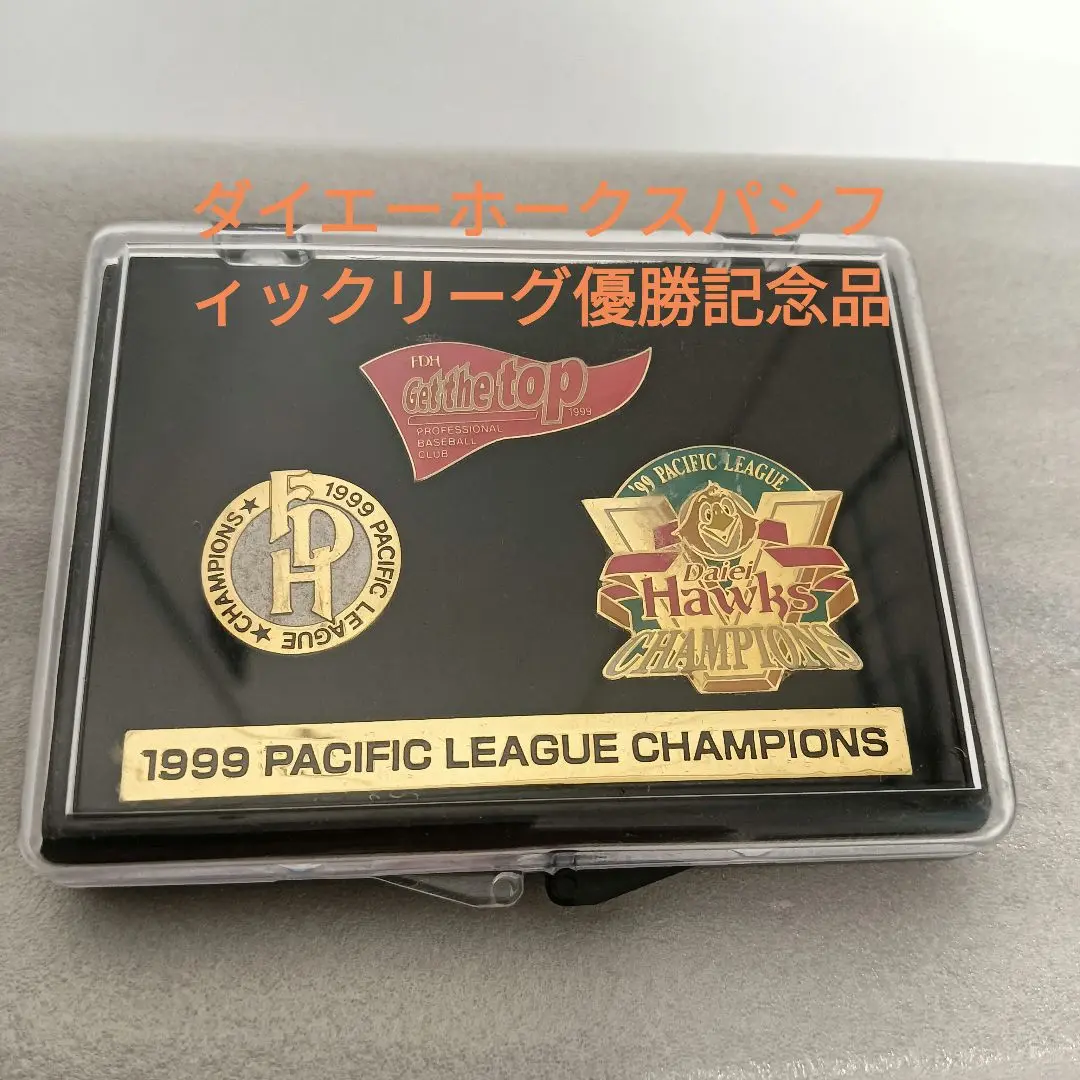 ダイエーホークスパシフ
ィックリーグ優勝記念品
FDH
Get the top
1999
PROFESSIONAL
BASEBALL
CLUB
FDH
1999 PACIFIC LEAGUE
★CHAMPIONS★
'99 PACIFIC LEAGUE
Daiei
Hawks
CHAMPIONS
1999 PACIFIC LEAGUE CHAMPIONS